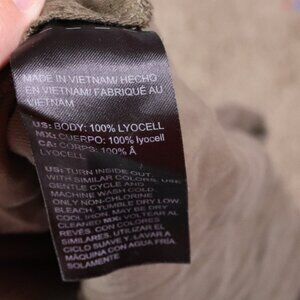 MADE IN VIETNAM/ HECHO
EN VIETNAM/ FABRIQUÉ AU
VIETNAM
US: BODY: 100% LYOCELL
MX: CUERPO: 100% lyocell
CA: CORPS: 100% Â
LYOCELL
US: TURN INSIDE OUT,
WITH SIMILAR COLORS, USE
GENTLE CYCLE AND
MACHINE WASH COLD.
ONLY NON-CHLORINE
BLEACH, TUMBLE DRY LOW.
COOL IRON, MAY BE DRY
CLEANED MX: VOLTEAR AL
REVÉS, CON COLORES
SIMILARES, UTILIZAR EL
CICLO SUAVE Y LAVAR A
MÁQUINA CON AGUA FRÍA.
SOLAMENTE